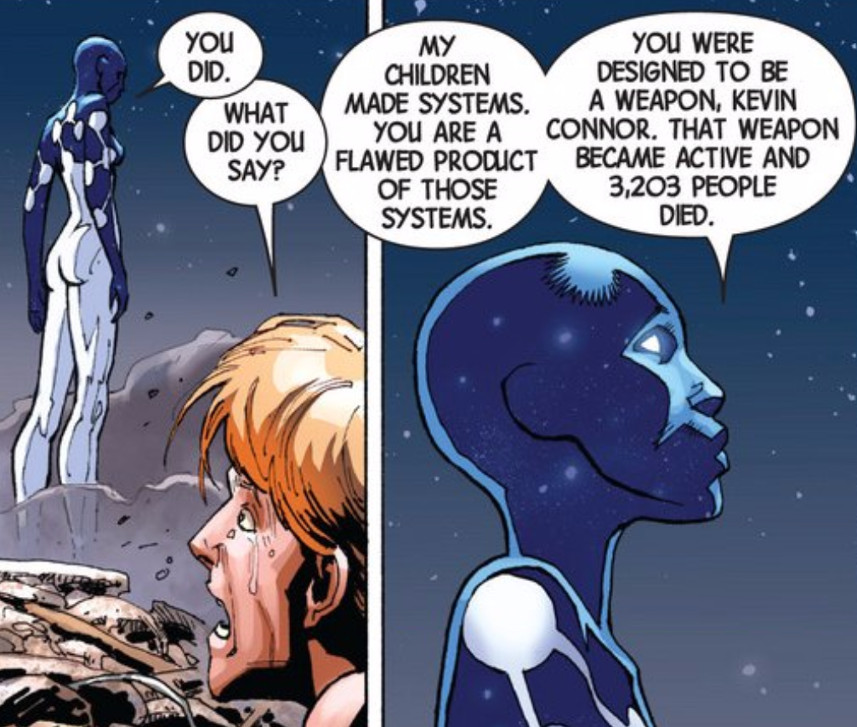 YOU
DID.
WHAT
DID YOU
SAY?
MY
CHILDREN
MADE SYSTEMS.
YOU ARE A
FLAWED PRODUCT
OF THOSE
SYSTEMS.
YOU WERE
DESIGNED TO BE
A WEAPON, KEVIN
CONNOR. THAT WEAPON
BECAME ACTIVE AND
3,203 PEOPLE
DIED.